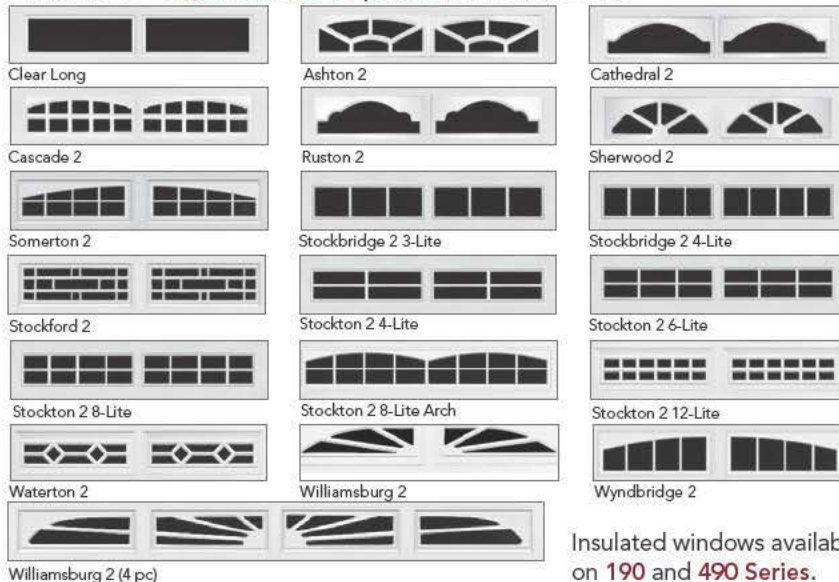 Clear Long
Ashton 2
Cathedral 2
Cascade 2
Ruston 2
Sherwood 2
Somerton 2
Stockbridge 2 3-Lite
Stockbridge 2 4-Lite
Stockford 2
Stockton 2 4-Lite
Stockton 2 6-Lite
Stockton 2 8-Lite
Stockton 2 8-Lite Arch
Stockton 2 12-Lite
Waterton 2
Williamsburg 2
Wyndbridge 2
Williamsburg 2 (4 pc)
Insulated windows availab
on 190 and 490 Series.